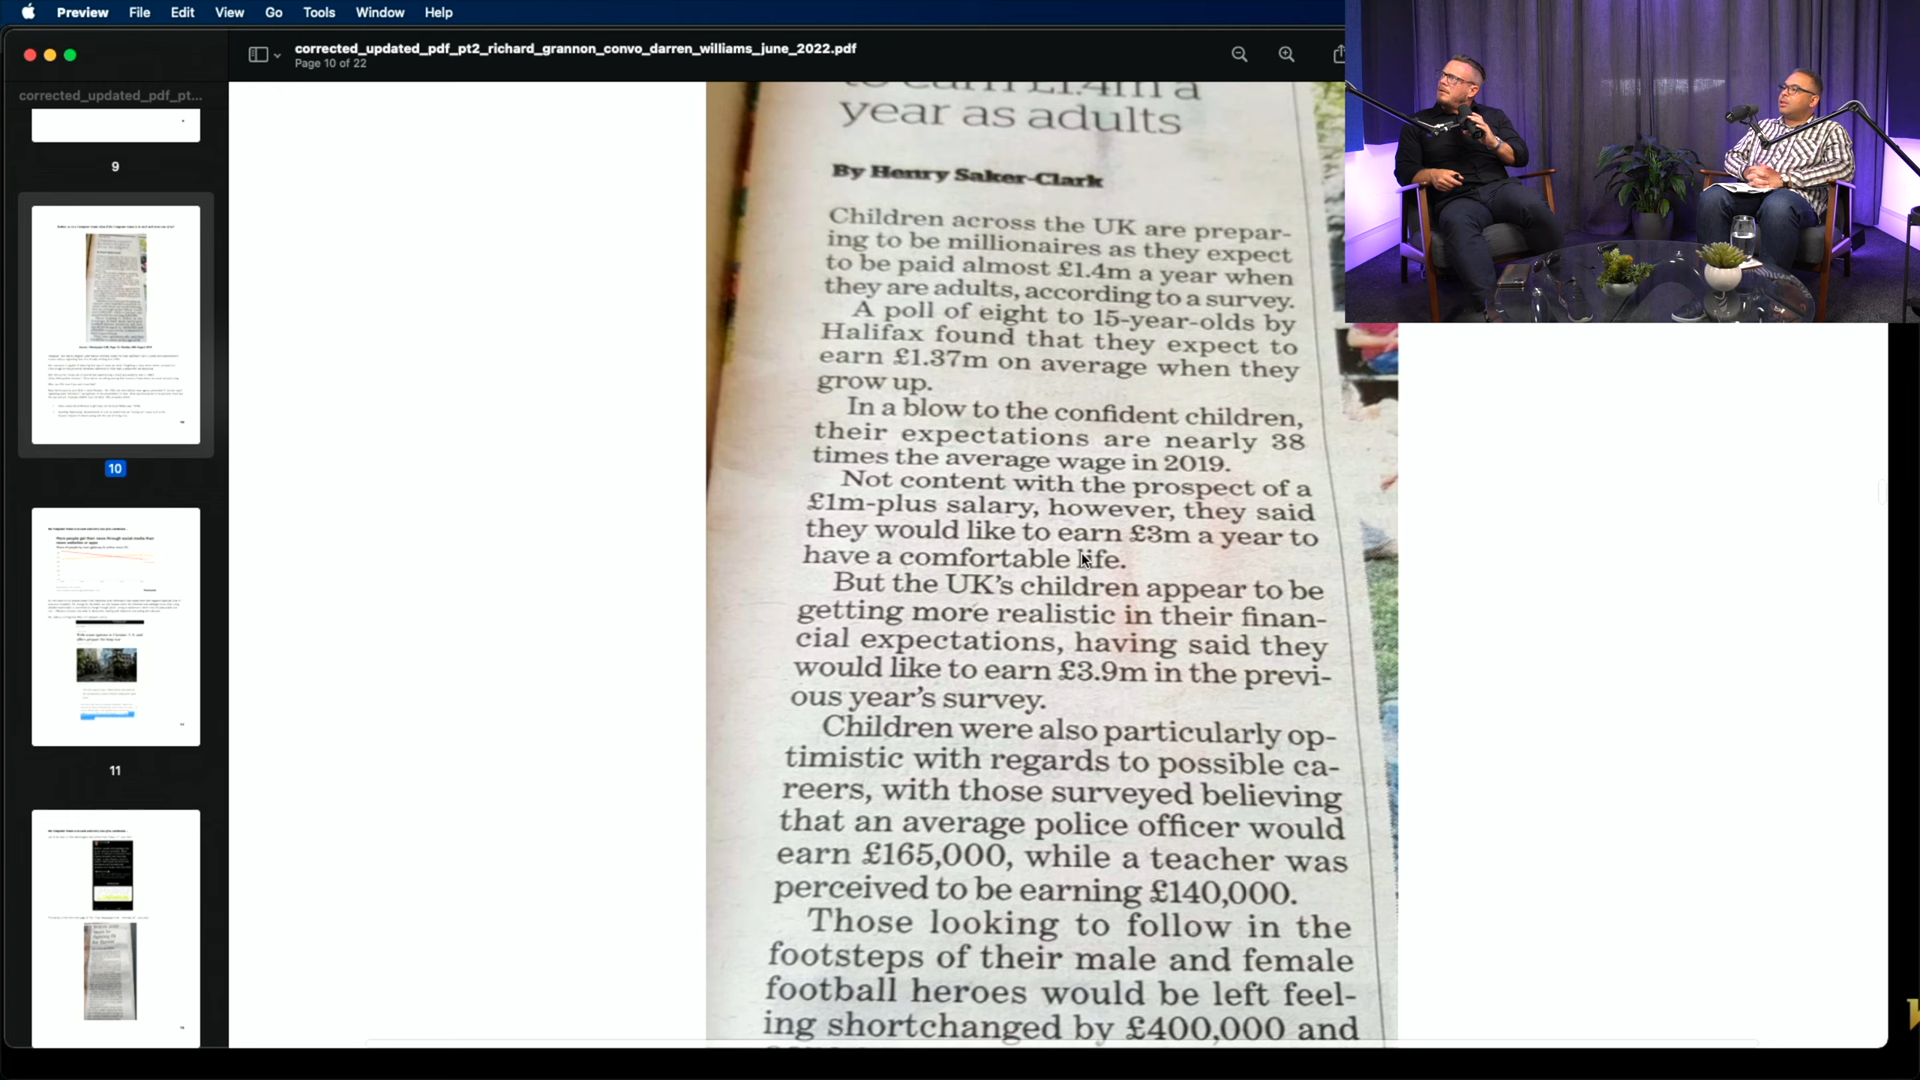 Preview File Edit View Go Tools Window Help
corrected_updated_pdf_pt2_richard_grannon_convo_darren_williams_june_2022.pdf
Page 10 of 22
corrected_updated_pdf_pt...
9
10
11
year as adults
By Henry Saker-Clark
Children across the UK are prepar-
ing to be millionaires as they expect
to be paid almost £1.4m a year when
they are adults, according to a survey.
A poll of eight to 15-year-olds by
Halifax found that they expect to
earn £1.37m on average when they
grow up.
In a blow to the confident children,
their expectations are nearly 38
times the average wage in 2019.
Not content with the prospect of a
£1m-plus salary, however, they said
they would like to earn £3m a year to
have a comfortable life.
But the UK's children appear to be
getting more realistic in their finan-
cial expectations, having said they
would like to earn £3.9m in the previ-
ous year's survey.
Children were also particularly op-
timistic with regards to possible ca-
reers, with those surveyed believing
that an average police officer would
earn £165,000, while a teacher was
perceived to be earning £140,000.
Those looking to follow in the
footsteps of their male and female
football heroes would be left feel-
ing shortchanged by £400,000 and